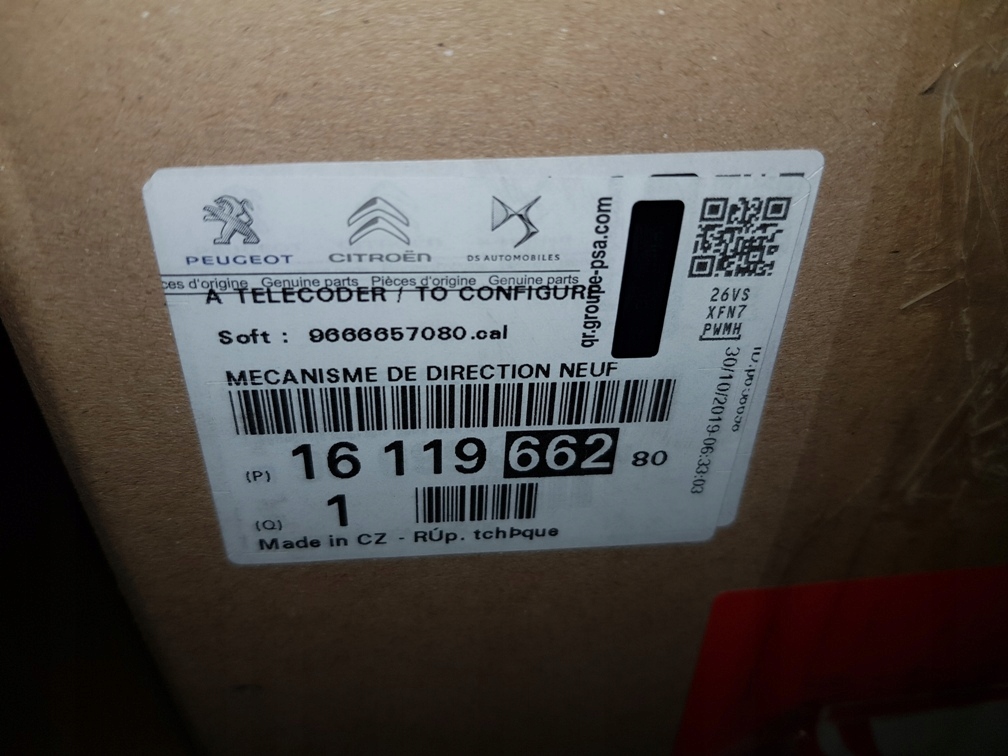 PEUGEOT CITROËN DS AUTOMOBILES
ces d'origine Genuine parts Pièces d'origine Genuine parts
A TELECODER / TO CONFIGURE
Soft : 9666657080.cal
MECANISME DE DIRECTION NEUF
(P) 16 119 662 80
(Q) 1
Made in CZ - RÚp. tchÞque
qr.groupe-psa.com
26VS
XFN7
PWMH
30/10/2019-06:33:03